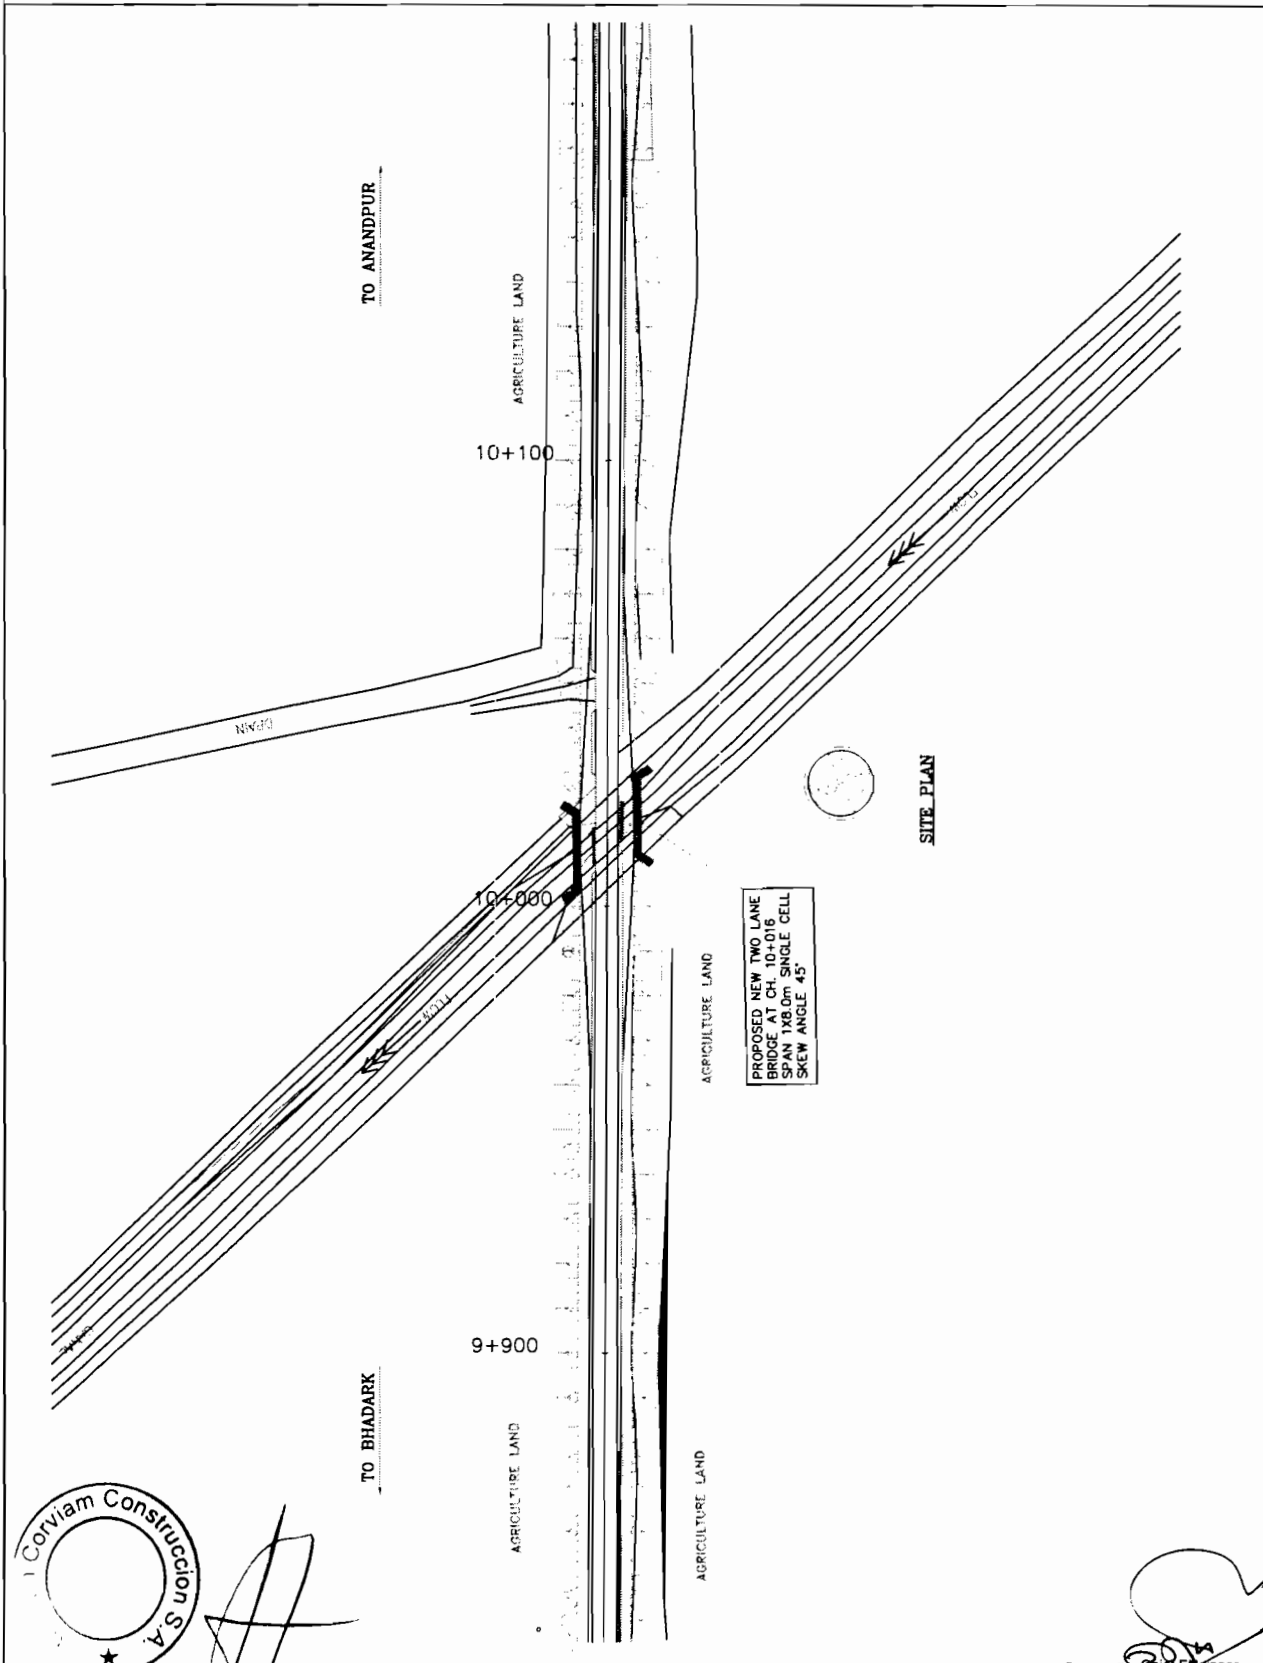 TO ANANDPUR
AGRICULTURE LAND
10+100
FLOW
DRAIN
SITE PLAN
10+000
PROPOSED NEW TWO LANE
BRIDGE AT CH. 10+016
SPAN 1X8.0m SINGLE CELL
SKEW ANGLE 45°
AGRICULTURE LAND
FLOW
9+900
TO BHADARK
AGRICULTURE LAND
AGRICULTURE LAND
Corviam Construccion S.A.